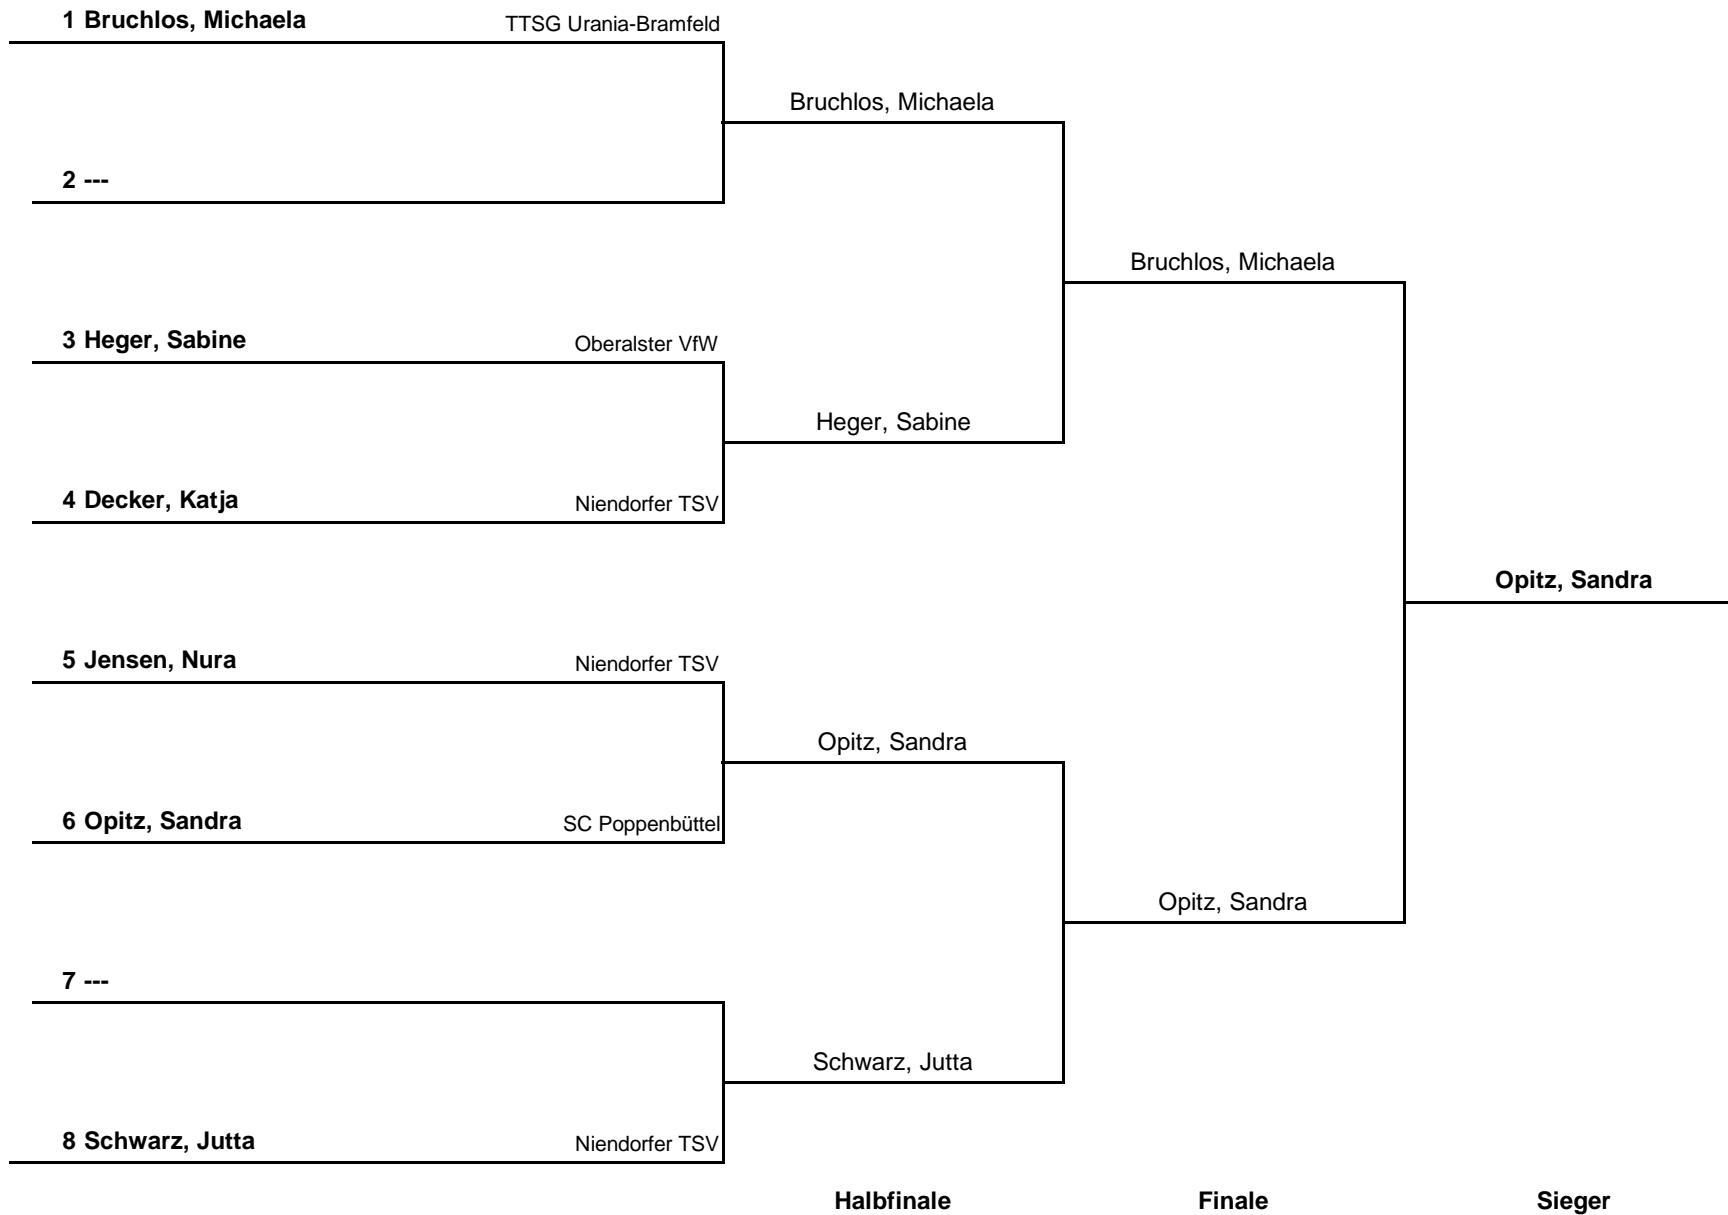 1 Bruchlos, Michaela TTSG Urania-Bramfeld
Bruchlos, Michaela
2 ---
Bruchlos, Michaela
3 Heger, Sabine Oberalster VfW
Heger, Sabine
4 Decker, Katja Niendorfer TSV
Opitz, Sandra
5 Jensen, Nura Niendorfer TSV
Opitz, Sandra
6 Opitz, Sandra SC Poppenbüttel
Opitz, Sandra
7 ---
Schwarz, Jutta
8 Schwarz, Jutta Niendorfer TSV
Halbfinale Finale Sieger